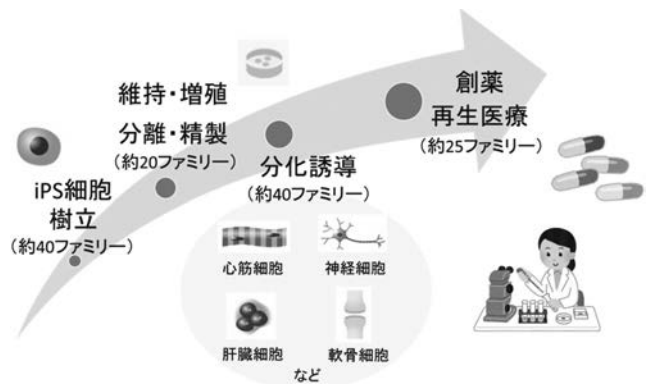 iPS細胞
樹立
(約40ファミリー)
維持・増殖
分離・精製
(約20ファミリー)
分化誘導
(約40ファミリー)
創薬
再生医療
(約25ファミリー)
心筋細胞
神経細胞
肝臓細胞
軟骨細胞
など